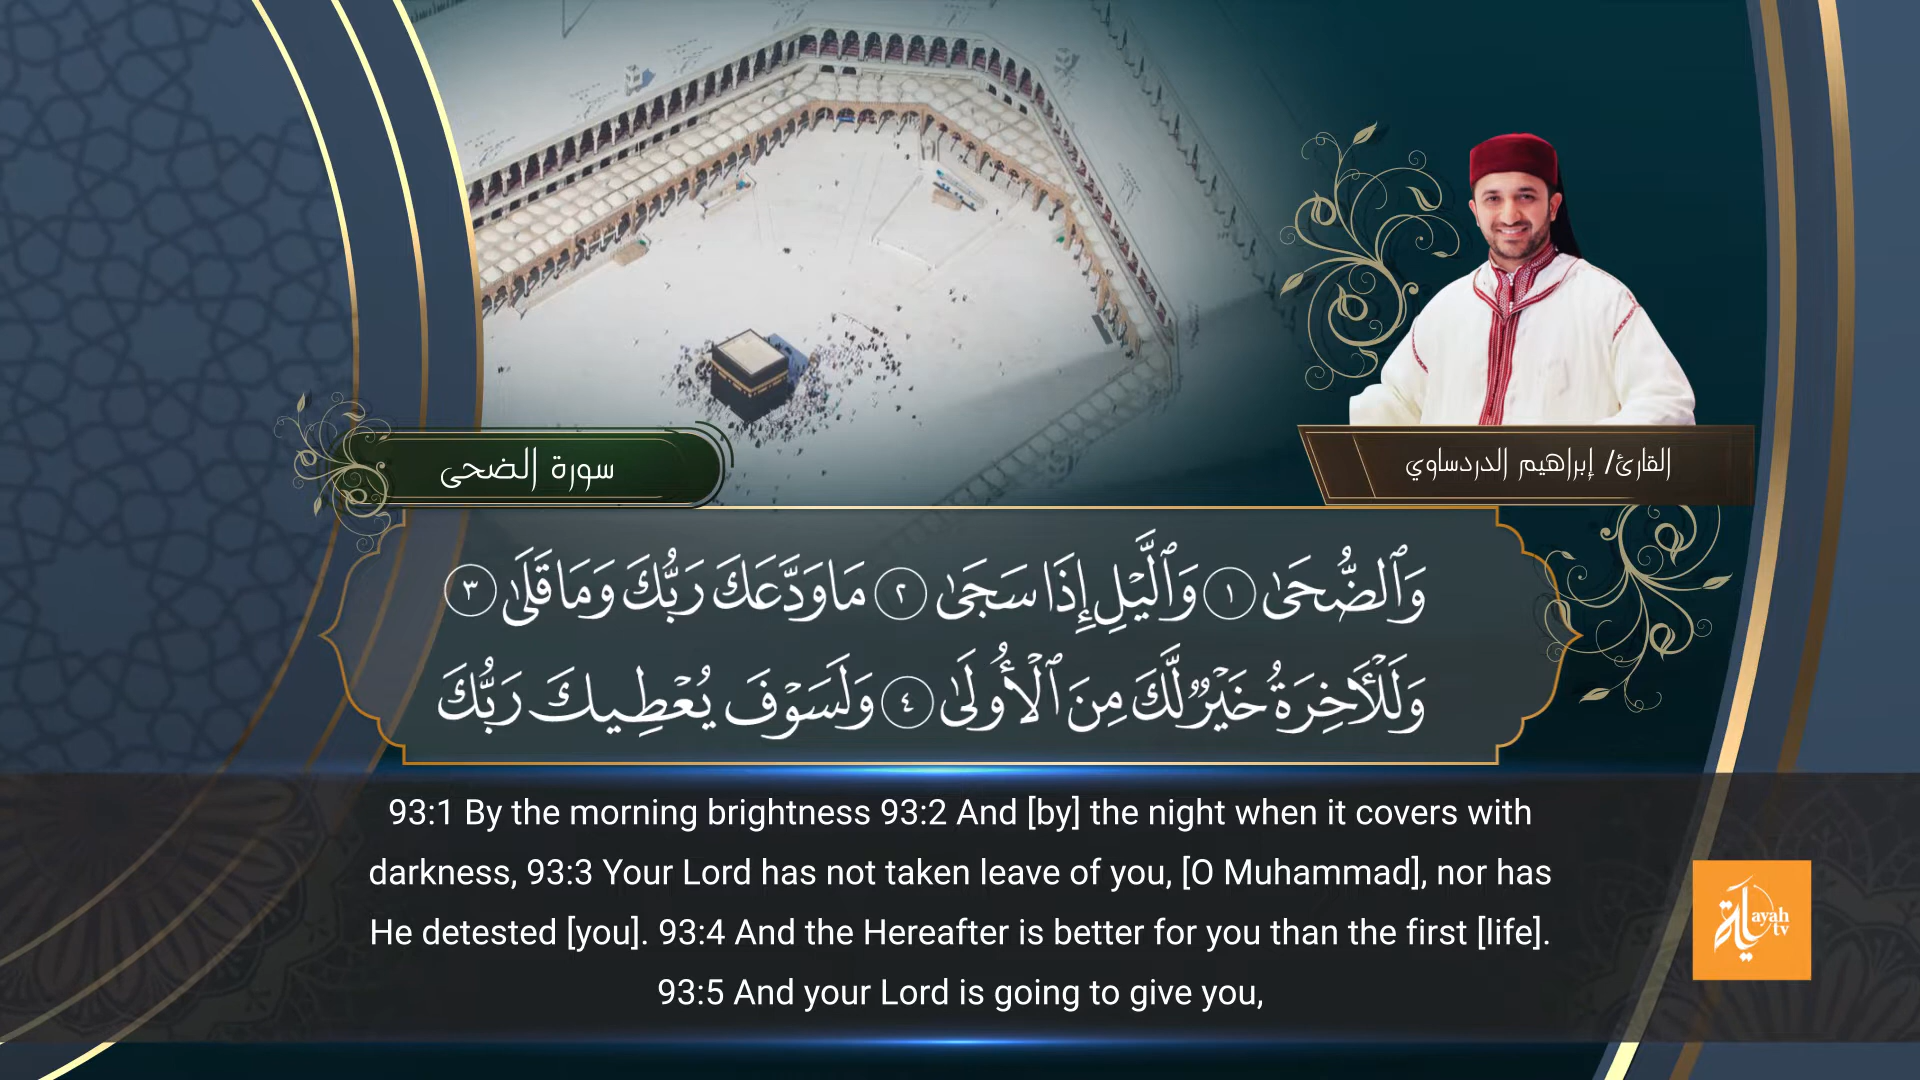 سورة الضحى
القارئ/ إبراهيم الدردساوي
وَٱلضُّحَىٰ ١ وَٱلَّيْلِ إِذَا سَجَىٰ ٢ مَا وَدَّعَكَ رَبُّكَ وَمَا قَلَىٰ ٣
وَلَلْـَٔاخِرَةُ خَيْرٌ لَّكَ مِنَ ٱلْأُولَىٰ ٤ وَلَسَوْفَ يُعْطِيكَ رَبُّكَ
93:1 By the morning brightness 93:2 And [by] the night when it covers with
darkness, 93:3 Your Lord has not taken leave of you, [O Muhammad], nor has
He detested [you]. 93:4 And the Hereafter is better for you than the first [life].
93:5 And your Lord is going to give you,
آية
ayah
tv